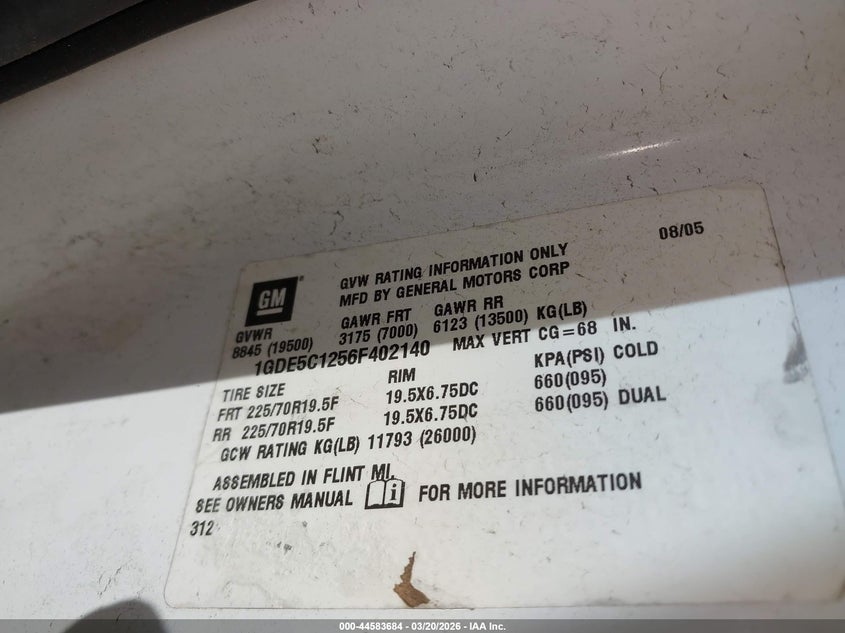 08/05
GM
GVW RATING INFORMATION ONLY
MFD BY GENERAL MOTORS CORP
GVWR GAWR FRT GAWR RR
8845 (19500) 3175 (7000) 6123 (13500) KG(LB)
1GDE5C1256F402140 MAX VERT CG=68 IN.
TIRE SIZE RIM KPA(PSI) COLD
FRT 225/70R19.5F 19.5X6.75DC 660(095)
RR 225/70R19.5F 19.5X6.75DC 660(095) DUAL
GCW RATING KG(LB) 11793 (26000)
ASSEMBLED IN FLINT MI.
SEE OWNERS MANUAL i FOR MORE INFORMATION
312
000-44583684 | 03/20/2026 - IAA Inc.